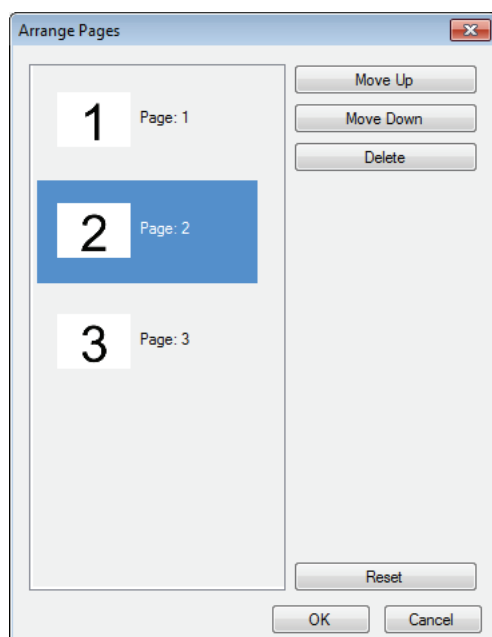 Arrange Pages
1 Page: 1
2 Page: 2
3 Page: 3
Move Up
Move Down
Delete
Reset
OK Cancel